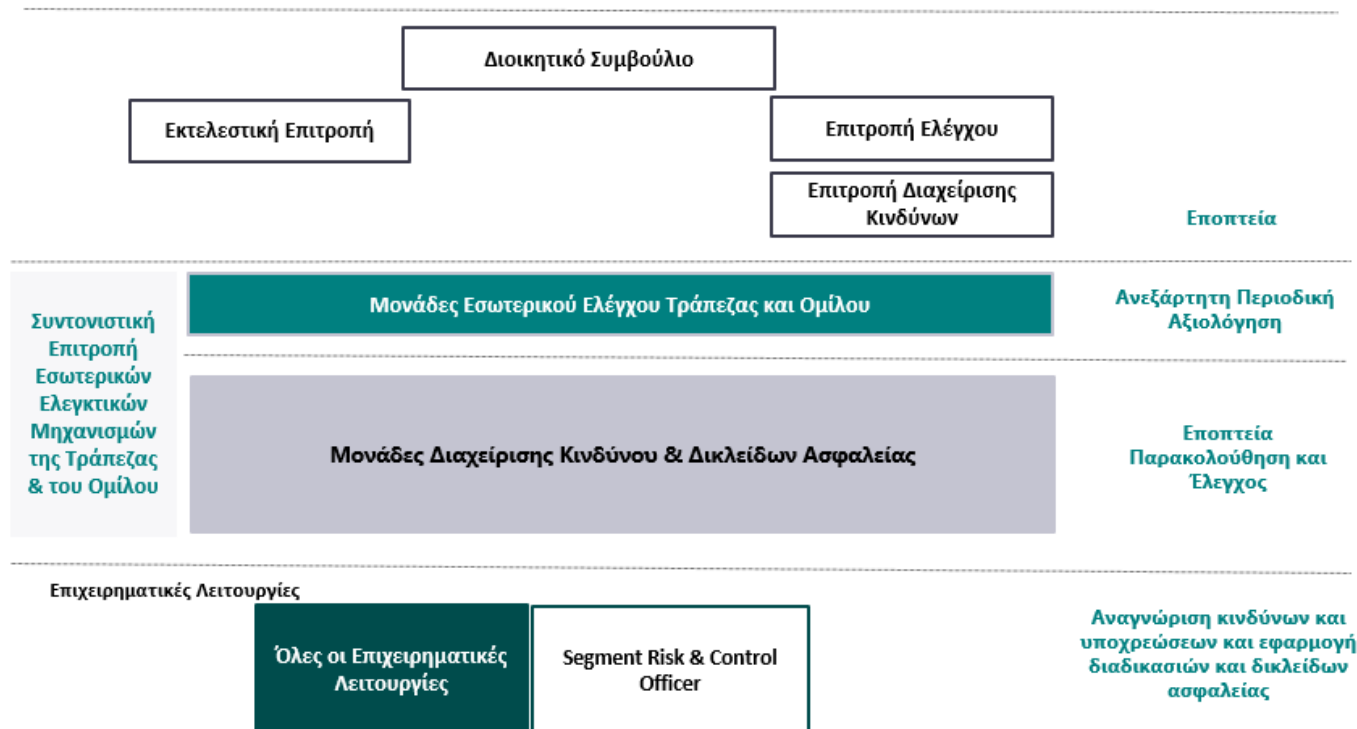 Διοικητικό Συμβούλιο
Εκτελεστική Επιτροπή
Επιτροπή Ελέγχου
Επιτροπή Διαχείρισης
Κινδύνων
Εποπτεία
Συντονιστική
Επιτροπή
Εσωτερικών
Ελεγκτικών
Μηχανισμών
της Τράπεζας
& του Ομίλου
Μονάδες Εσωτερικού Ελέγχου Τράπεζας και Ομίλου
Ανεξάρτητη Περιοδική
Αξιολόγηση
Μονάδες Διαχείρισης Κινδύνου & Δικλείδων Ασφαλείας
Εποπτεία
Παρακολούθηση και
Έλεγχος
Επιχειρηματικές Λειτουργίες
Όλες οι Επιχειρηματικές
Λειτουργίες
Segment Risk & Control
Officer
Αναγνώριση κινδύνων και
υποχρεώσεων και εφαρμογή
διαδικασιών και δικλείδων
ασφαλείας